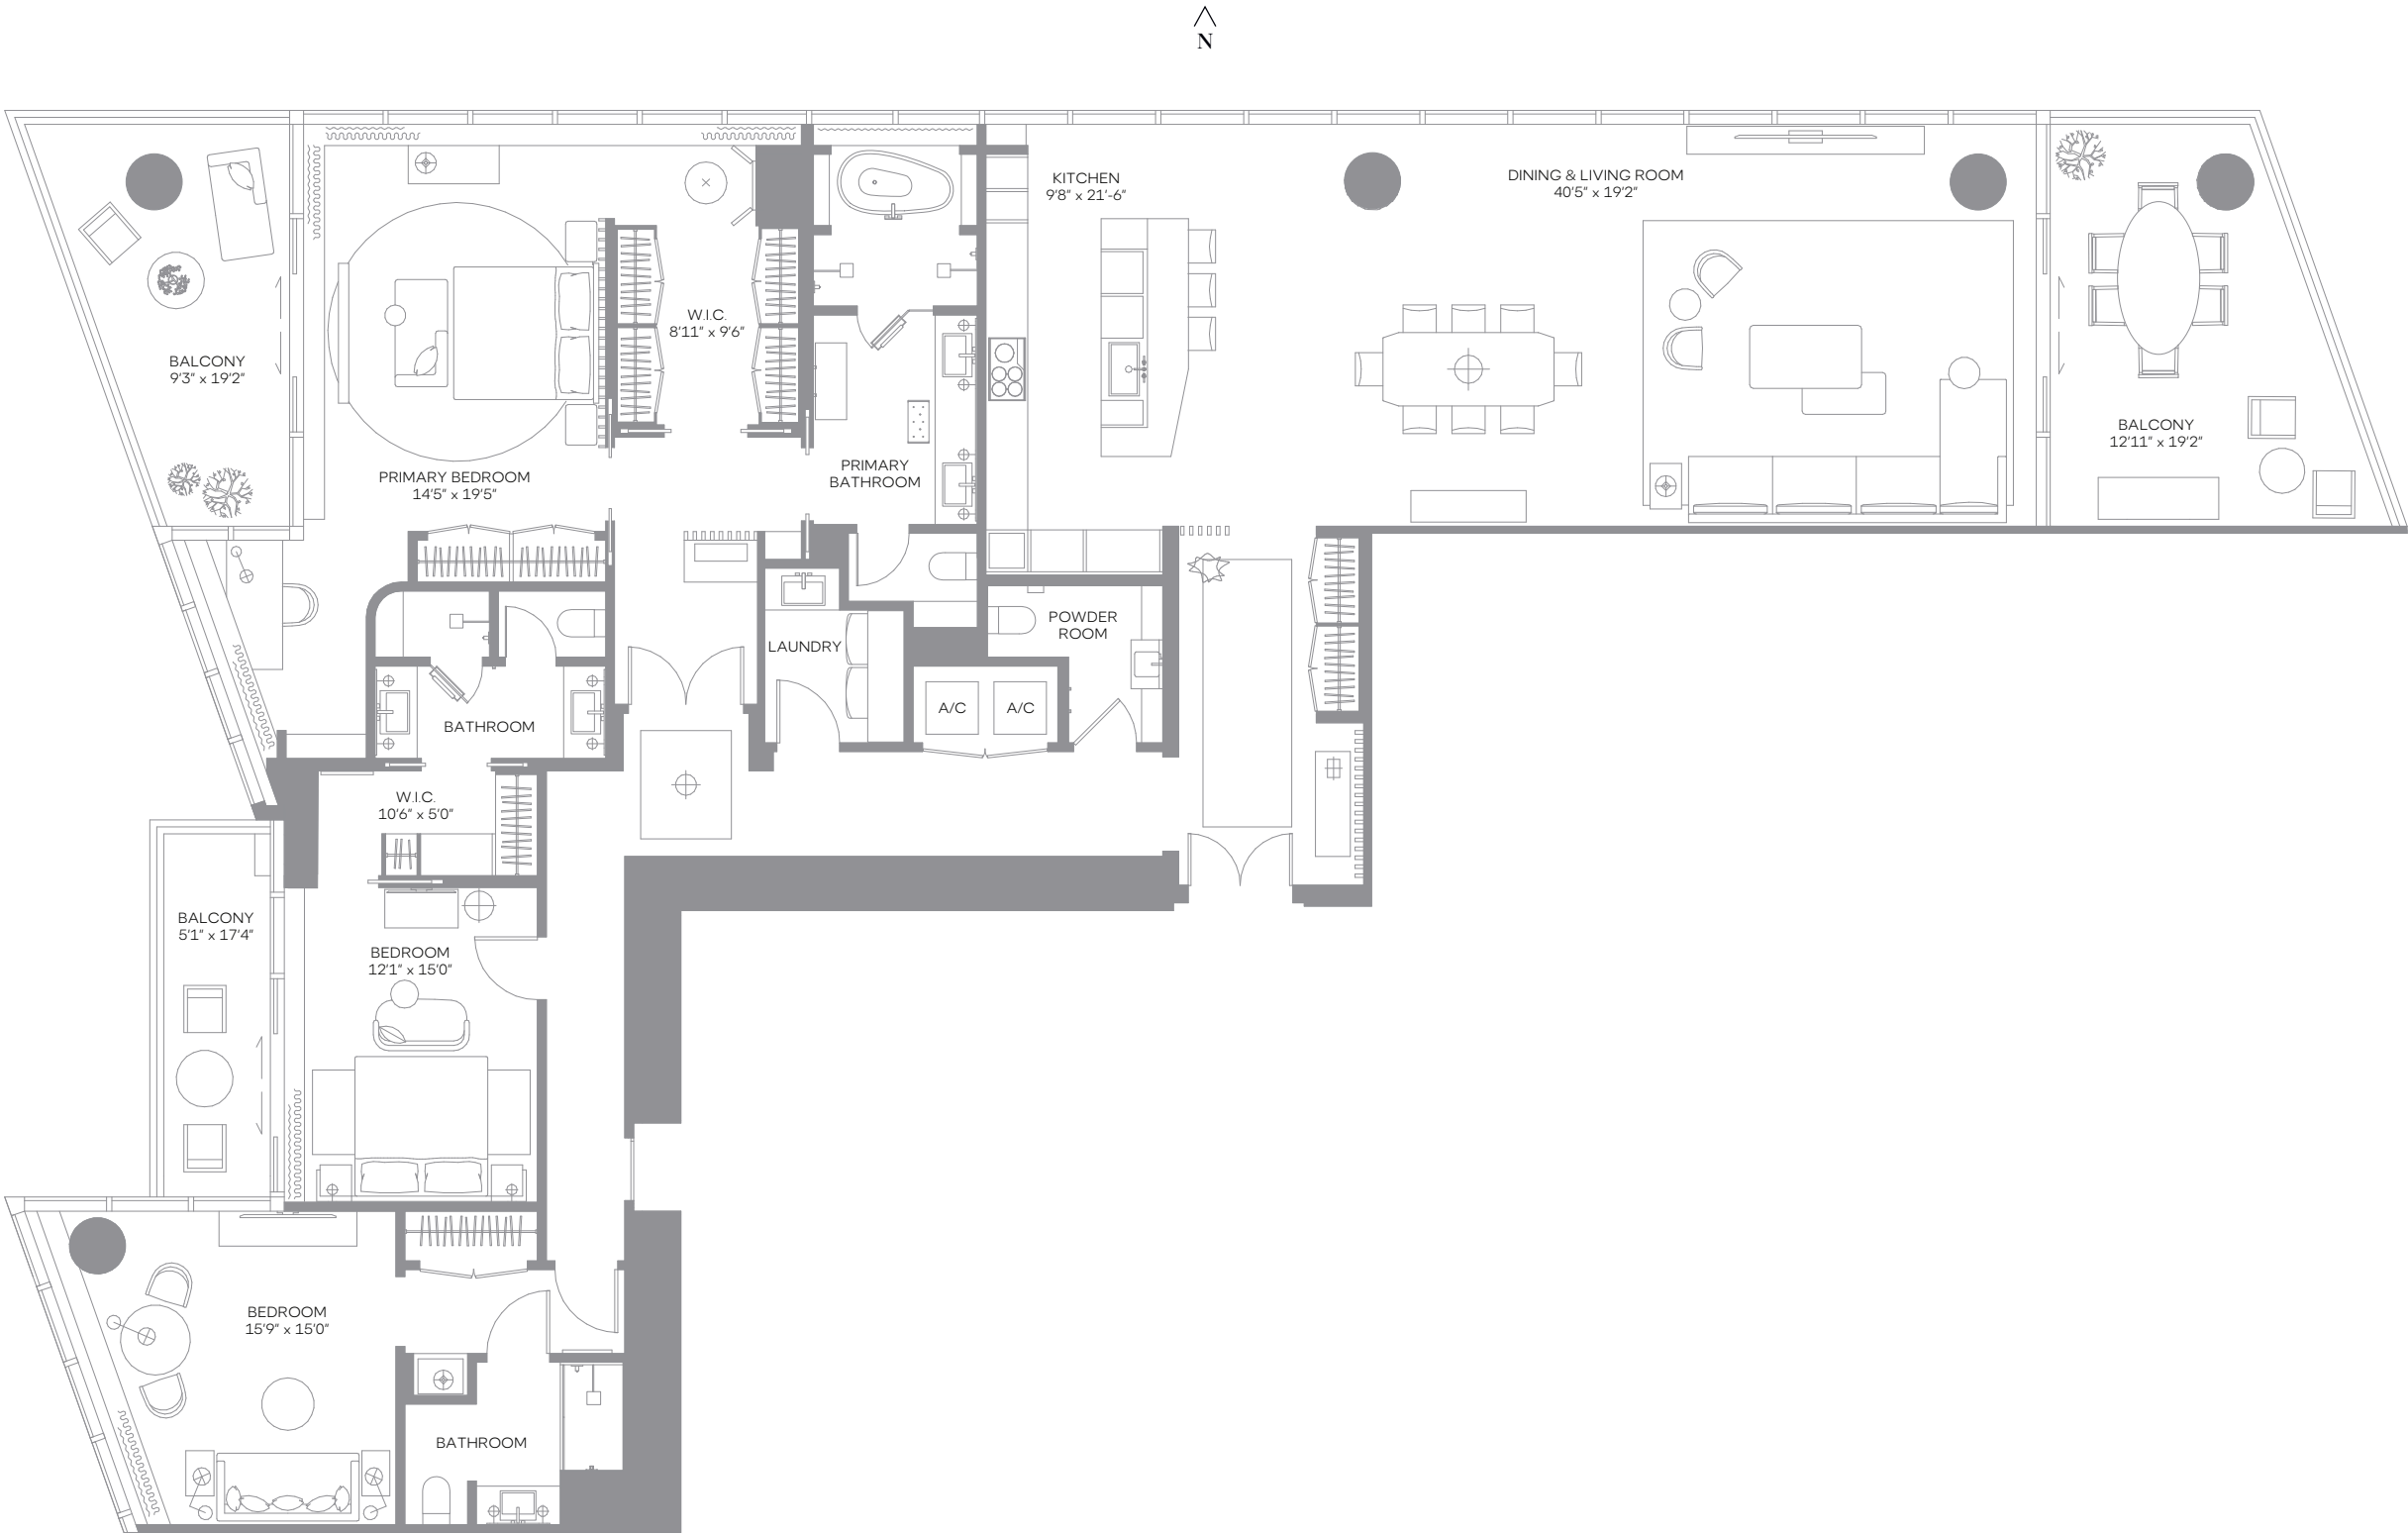 N
KITCHEN
9'8" x 21'-6"
DINING & LIVING ROOM
40'5" x 19'2"
W.I.C.
8'11" x 9'6"
BALCONY
9'3" x 19'2"
BALCONY
12'11" x 19'2"
PRIMARY BEDROOM
14'5" x 19'5"
PRIMARY
BATHROOM
POWDER
ROOM
LAUNDRY
A/C
A/C
BATHROOM
W.I.C.
10'6" x 5'0"
BALCONY
5'1" x 17'4"
BEDROOM
12'1" x 15'0"
BEDROOM
15'9" x 15'0"
BATHROOM